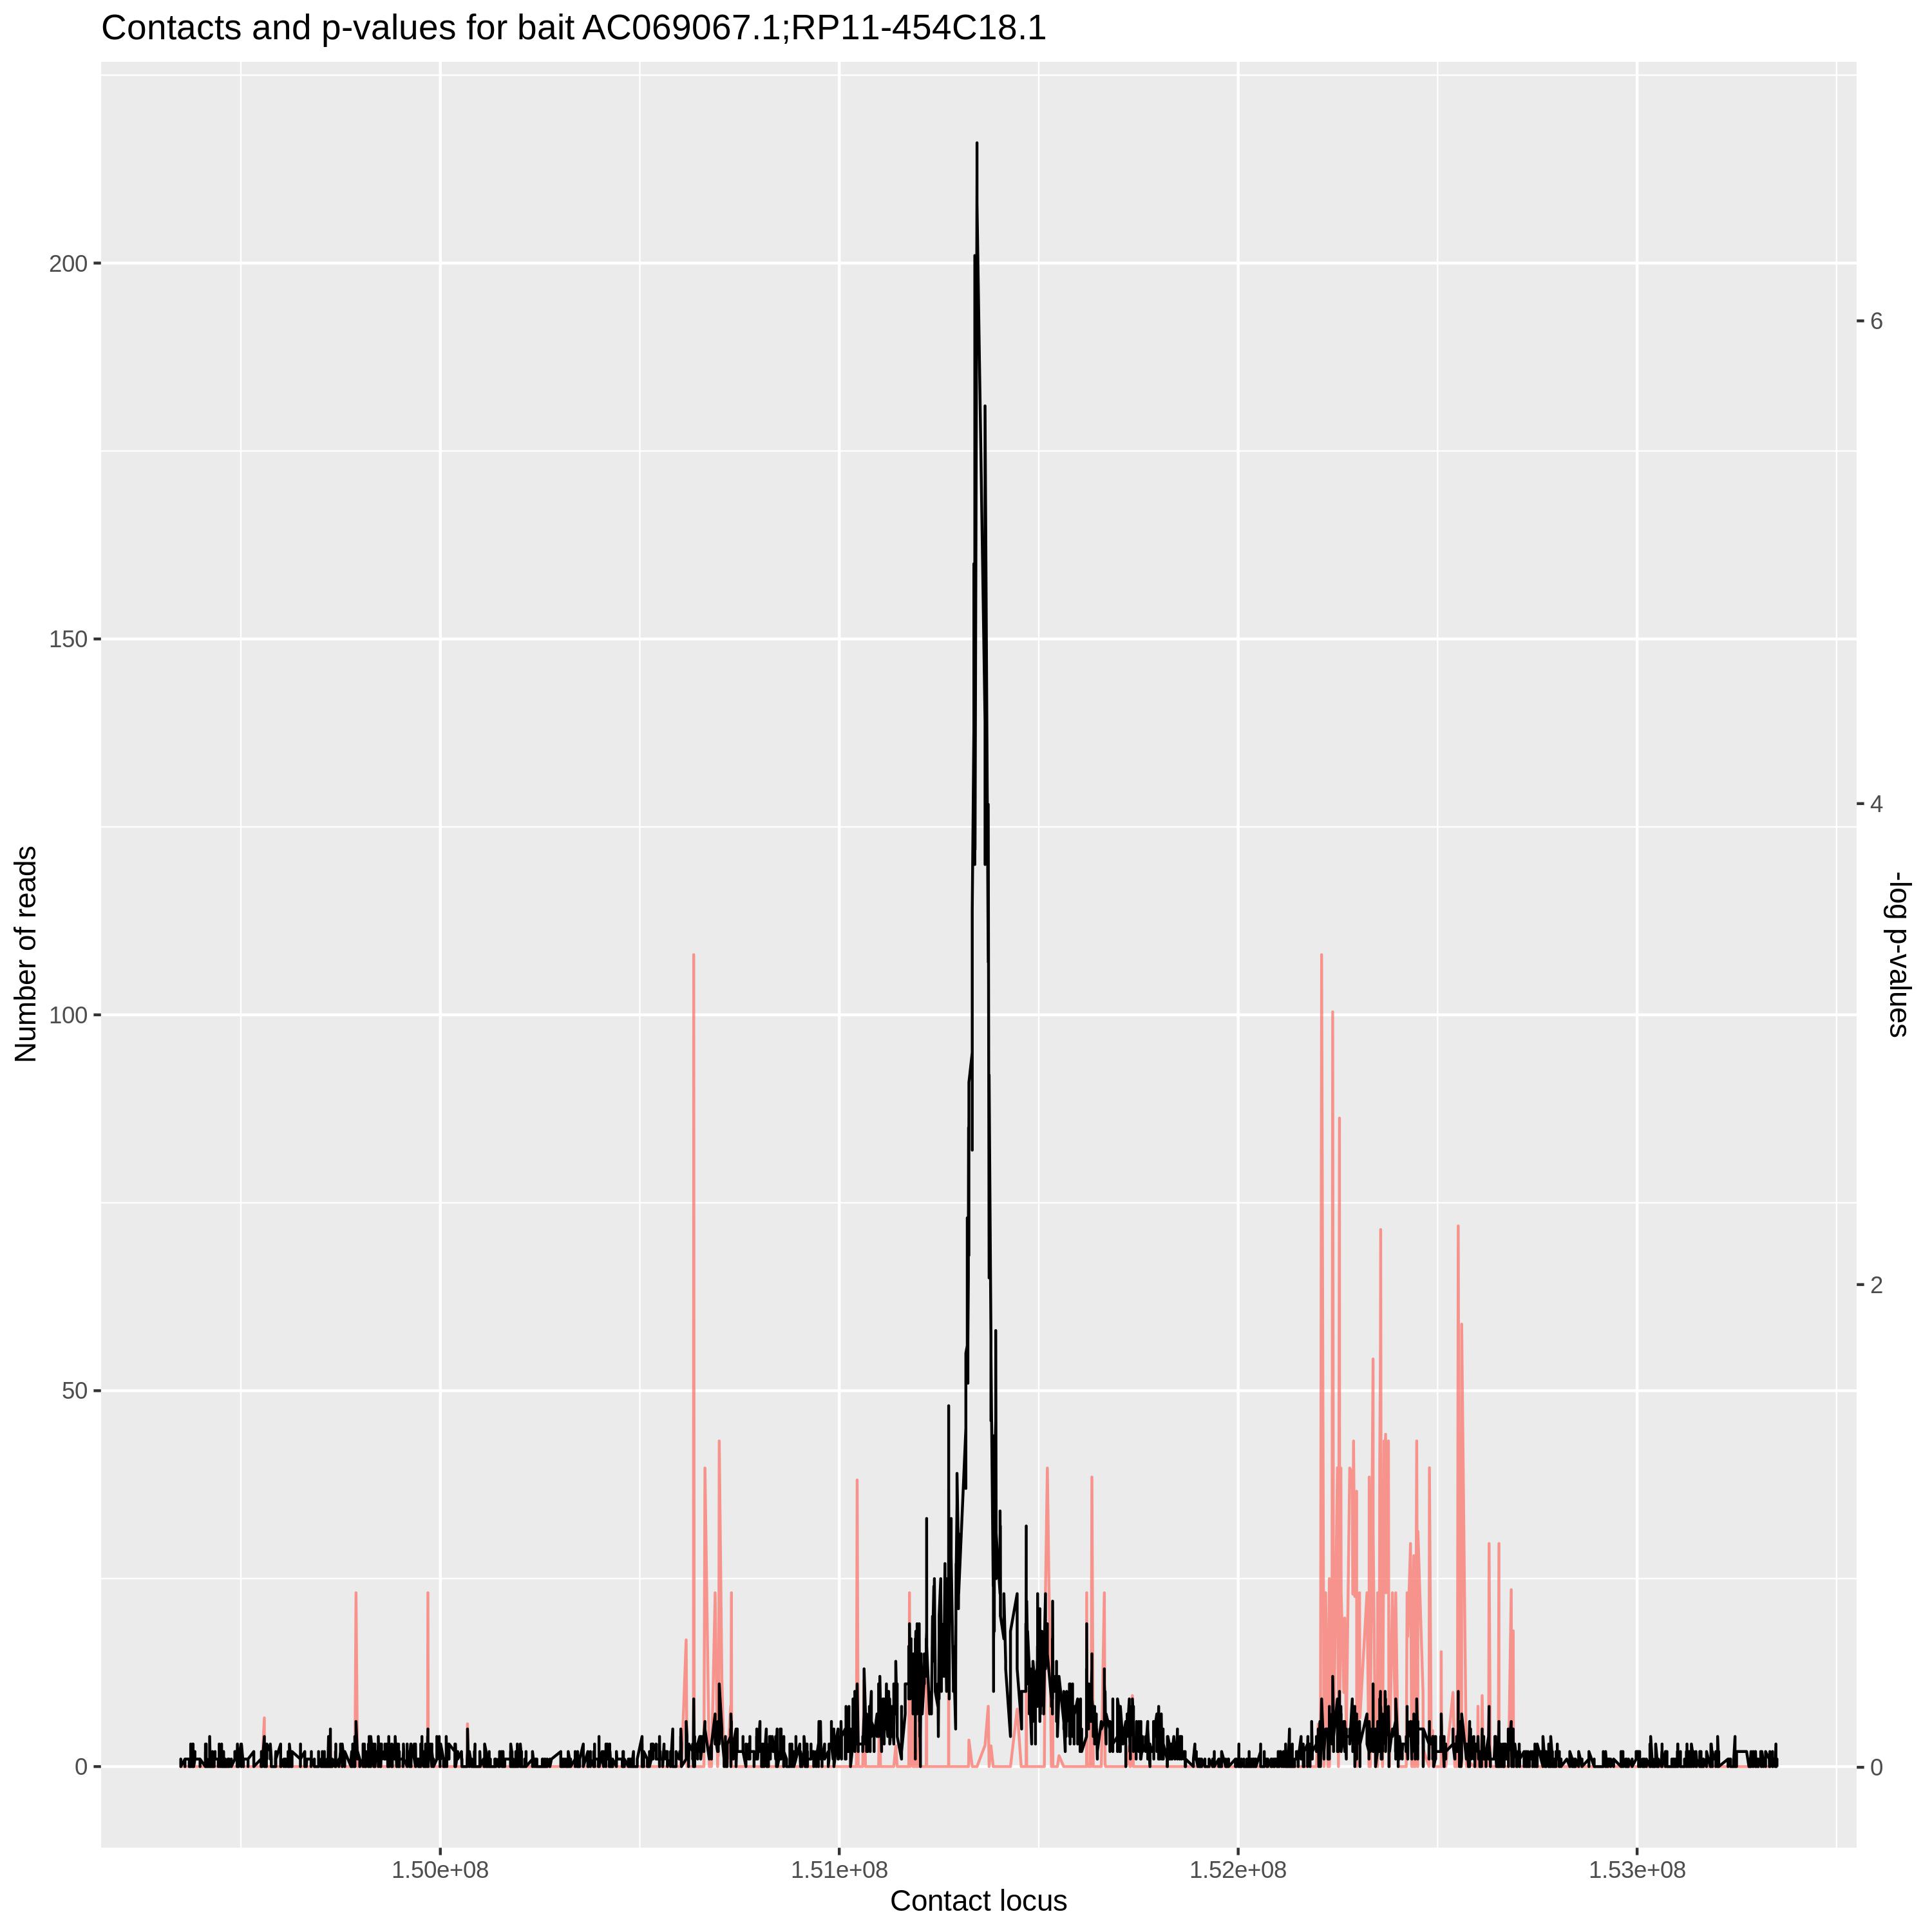 Contacts and p-values for bait AC069067.1;RP11-454C18.1
200
150
100
50
0
Number of reads
6
4
2
0
-log p-values
1.50e+08
1.51e+08
1.52e+08
1.53e+08
Contact locus